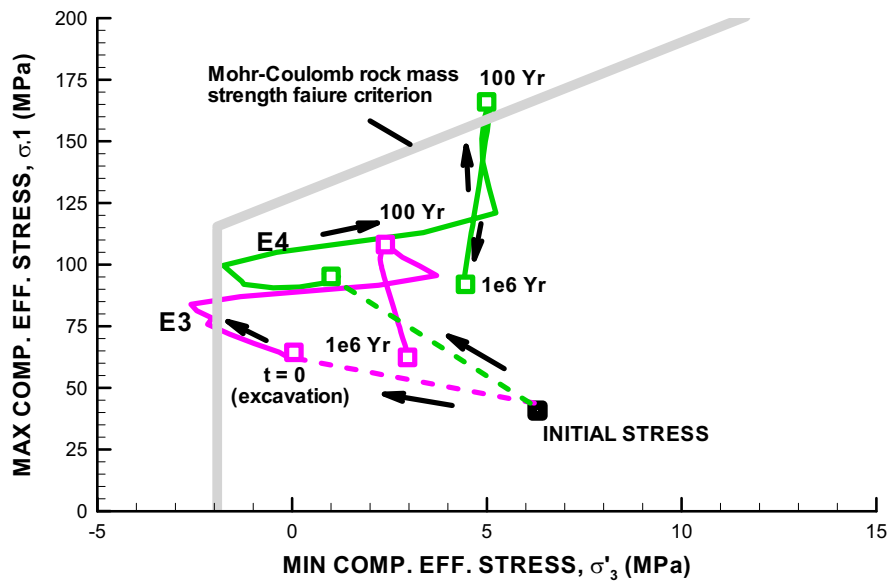 200
175
150
125
100
75
50
25
0
MAX COMP. EFF. STRESS, σ.1 (MPa)
Mohr-Coulomb rock mass
strength faiure criterion
100 Yr
100 Yr
E4
1e6 Yr
E3
1e6 Yr
t = 0
(excavation)
INITIAL STRESS
-5
0
5
10
15
MIN COMP. EFF. STRESS, σ'3 (MPa)